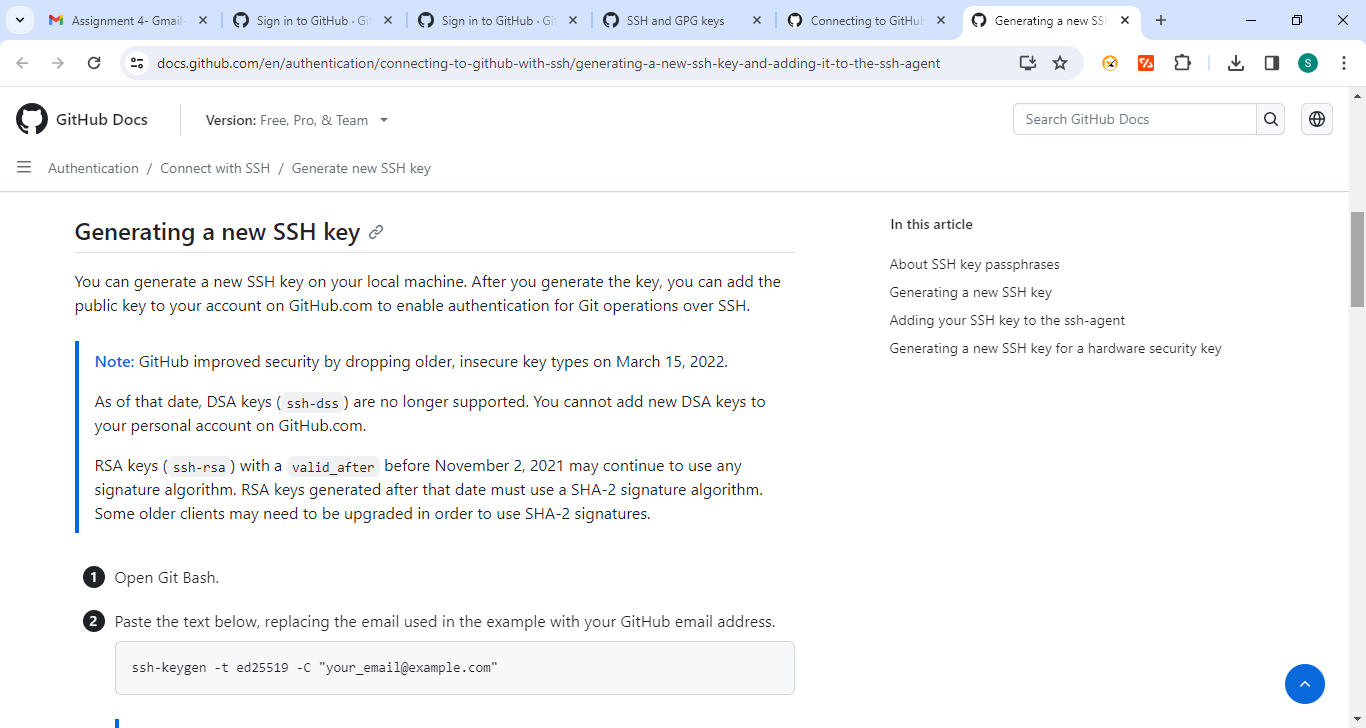 Assignment 4- Gmail
Sign in to GitHub · Gi
Sign in to GitHub · Gi
SSH and GPG keys
Connecting to GitHub
Generating a new SSH
docs.github.com/en/authentication/connecting-to-github-with-ssh/generating-a-new-ssh-key-and-adding-it-to-the-ssh-agent
S
GitHub Docs
Version: Free, Pro, & Team
Search GitHub Docs
Authentication / Connect with SSH / Generate new SSH key
Generating a new SSH key
You can generate a new SSH key on your local machine. After you generate the key, you can add the
public key to your account on GitHub.com to enable authentication for Git operations over SSH.
Note: GitHub improved security by dropping older, insecure key types on March 15, 2022.
As of that date, DSA keys (ssh-dss) are no longer supported. You cannot add new DSA keys to
your personal account on GitHub.com.
RSA keys (ssh-rsa) with a valid_after before November 2, 2021 may continue to use any
signature algorithm. RSA keys generated after that date must use a SHA-2 signature algorithm.
Some older clients may need to be upgraded in order to use SHA-2 signatures.
1 Open Git Bash.
2 Paste the text below, replacing the email used in the example with your GitHub email address.
ssh-keygen -t ed25519 -C "your_email@example.com"
In this article
About SSH key passphrases
Generating a new SSH key
Adding your SSH key to the ssh-agent
Generating a new SSH key for a hardware security key